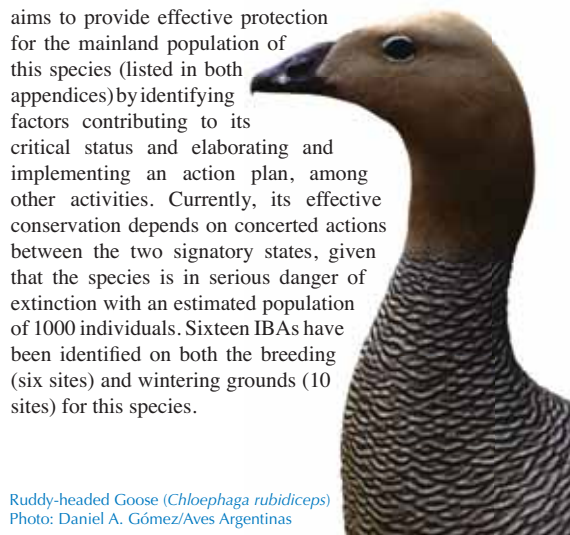 aims to provide effective protection
for the mainland population of
this species (listed in both
appendices) by identifying
factors contributing to its
critical status and elaborating and
implementing an action plan, among
other activities. Currently, its effective
conservation depends on concerted actions
between the two signatory states, given
that the species is in serious danger of
extinction with an estimated population
of 1000 individuals. Sixteen IBAs have
been identified on both the breeding
(six sites) and wintering grounds (10
sites) for this species.
Ruddy-headed Goose (Chloephaga rubidiceps)
Photo: Daniel A. Gómez/Aves Argentinas